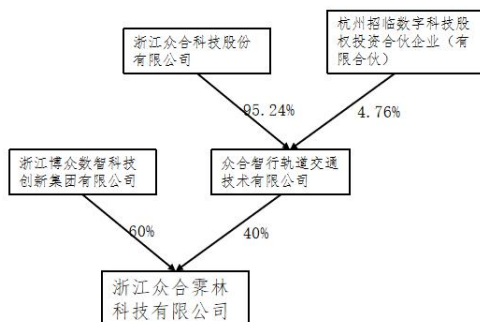 浙江众合科技股份
有限公司
杭州招临数字科技股
权投资合伙企业（有
限合伙）
95.24%
4.76%
浙江博众数智科技
创新集团有限公司
众合智行轨道交通
技术有限公司
60%
40%
浙江众合霁林
科技有限公司